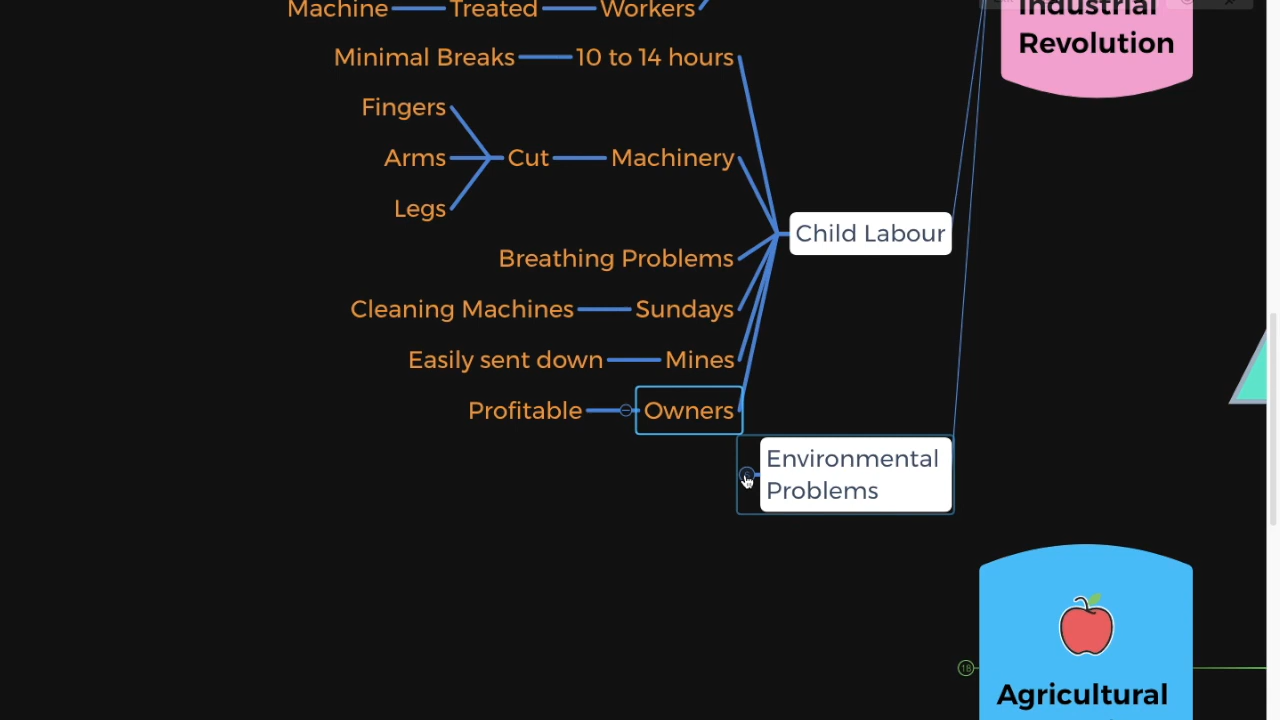 Machine Treated Workers
Industrial
Revolution
Minimal Breaks 10 to 14 hours
Fingers
Arms Cut Machinery
Legs
Child Labour
Breathing Problems
Cleaning Machines Sundays
Easily sent down Mines
Profitable Owners
Environmental
Problems
18
Agricultural